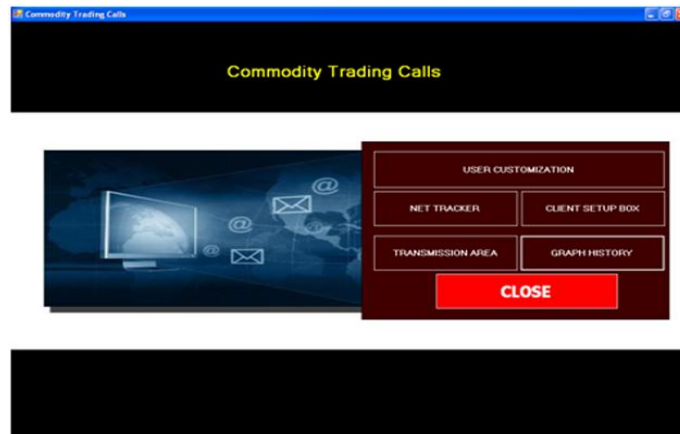 Commodity Trading Calls
Commodity Trading Calls
USER CUSTOMIZATION
NET TRACKER
CLIENT SETUP BOX
TRANSMISSION AREA
GRAPH HISTORY
CLOSE